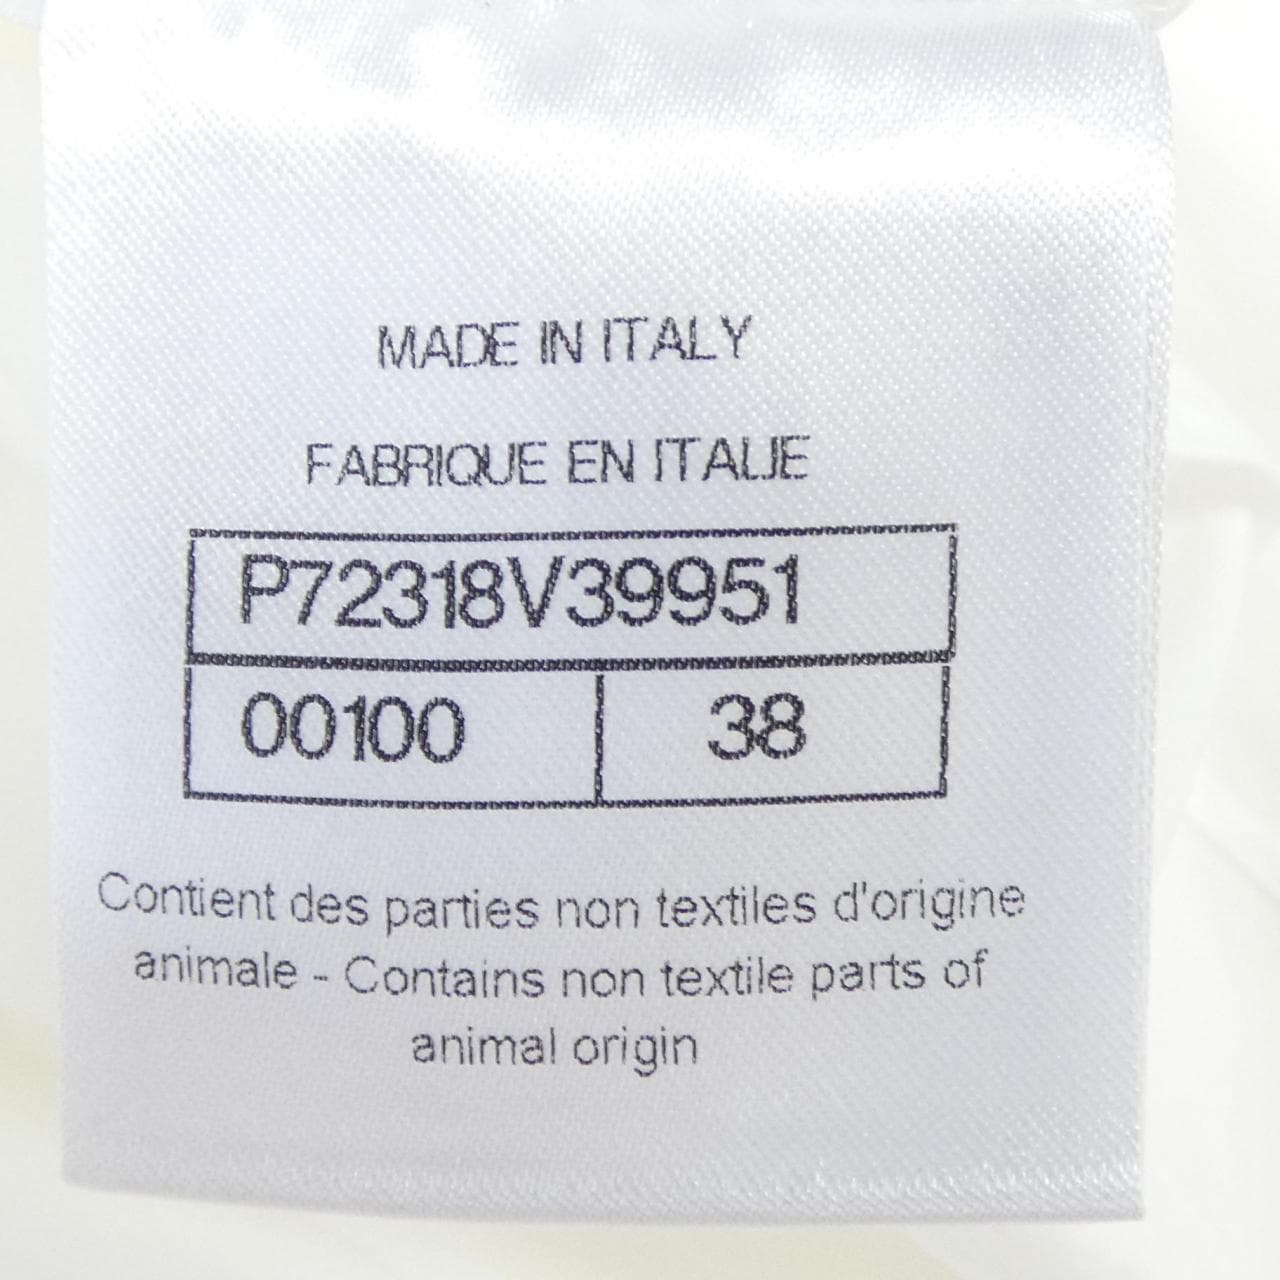 MADE IN ITALY
FABRIQUE EN ITALIE
P72318V39951
00100 38
Contient des parties non textiles d'origine
animale - Contains non textile parts of
animal origin